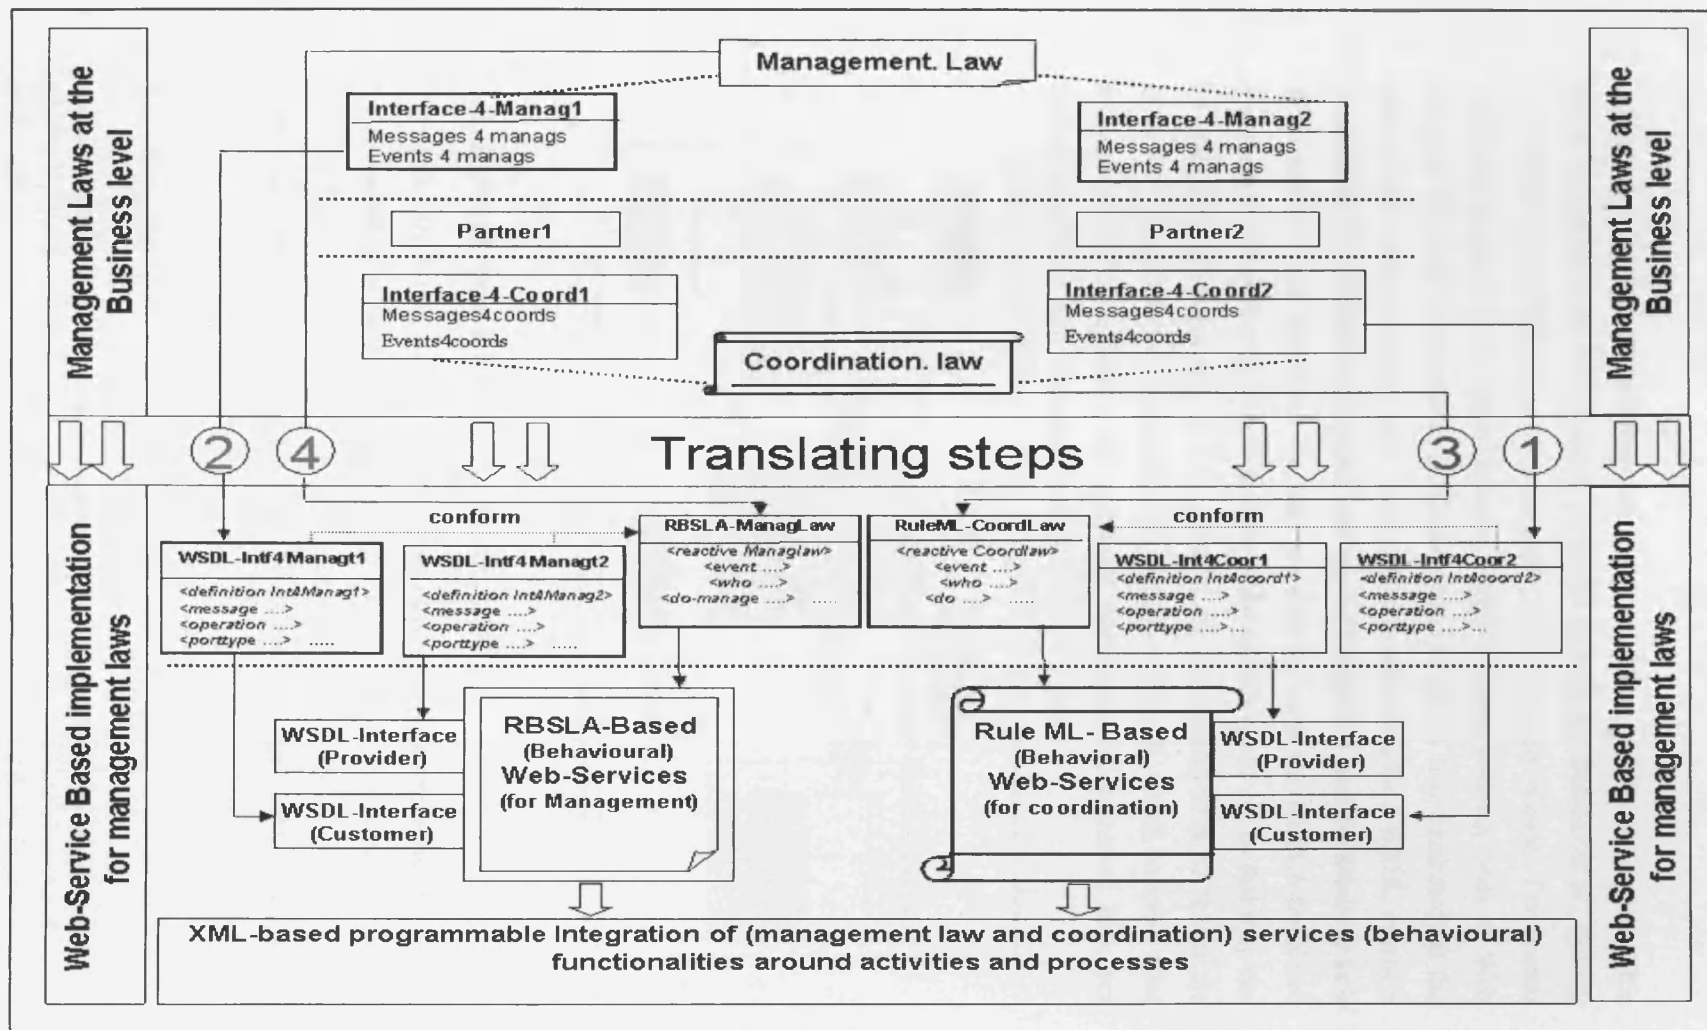 Management Laws at the
Business level
Management. Law
Interface-4-Manag1
Messages 4 manags
Events 4 manags
Interface-4-Manag2
Messages 4 manags
Events 4 manags
Partner1
Partner2
Interface-4-Coord1
Messages4coords
Events4coords
Interface-4-Coord2
Messages4coords
Events4coords
Coordination. law
Management Laws at the
Business level
2
4
Translating steps
3
1
Web-Service Based implementation
for management laws
conform
WSDL-Intf4Managt1
<definition Int4Managt1>
<message ....>
<operation ....>
<porttype ....> .....
WSDL-Intf4Managt2
<definition Int4Manag2>
<message ....>
<operation ....>
<porttype ....> .....
RBSLA-ManagLaw
<reactive Managlaw>
<event ....>
<who ....>
<do-manage ....> .....
RuleML-CoordLaw
<reactive Coordlaw>
<event ....>
<who ....>
<do ....> .....
conform
WSDL-Int4Coor1
<definition Int4coord1>
<message ....>
<operation ....>
<porttype ....>...
WSDL-Intf4Coor2
<definition Int4coord2>
<message ....>
<operation ....>
<porttype ....>...
WSDL-Interface
(Provider)
WSDL-Interface
(Customer)
RBSLA-Based
(Behavioural)
Web-Services
(for Management)
Rule ML- Based
(Behavioral)
Web-Services
(for coordination)
WSDL-Interface
(Provider)
WSDL-Interface
(Customer)
XML-based programmable Integration of (management law and coordination) services (behavioural)
functionalities around activities and processes
Web-Service Based implementation
for management laws